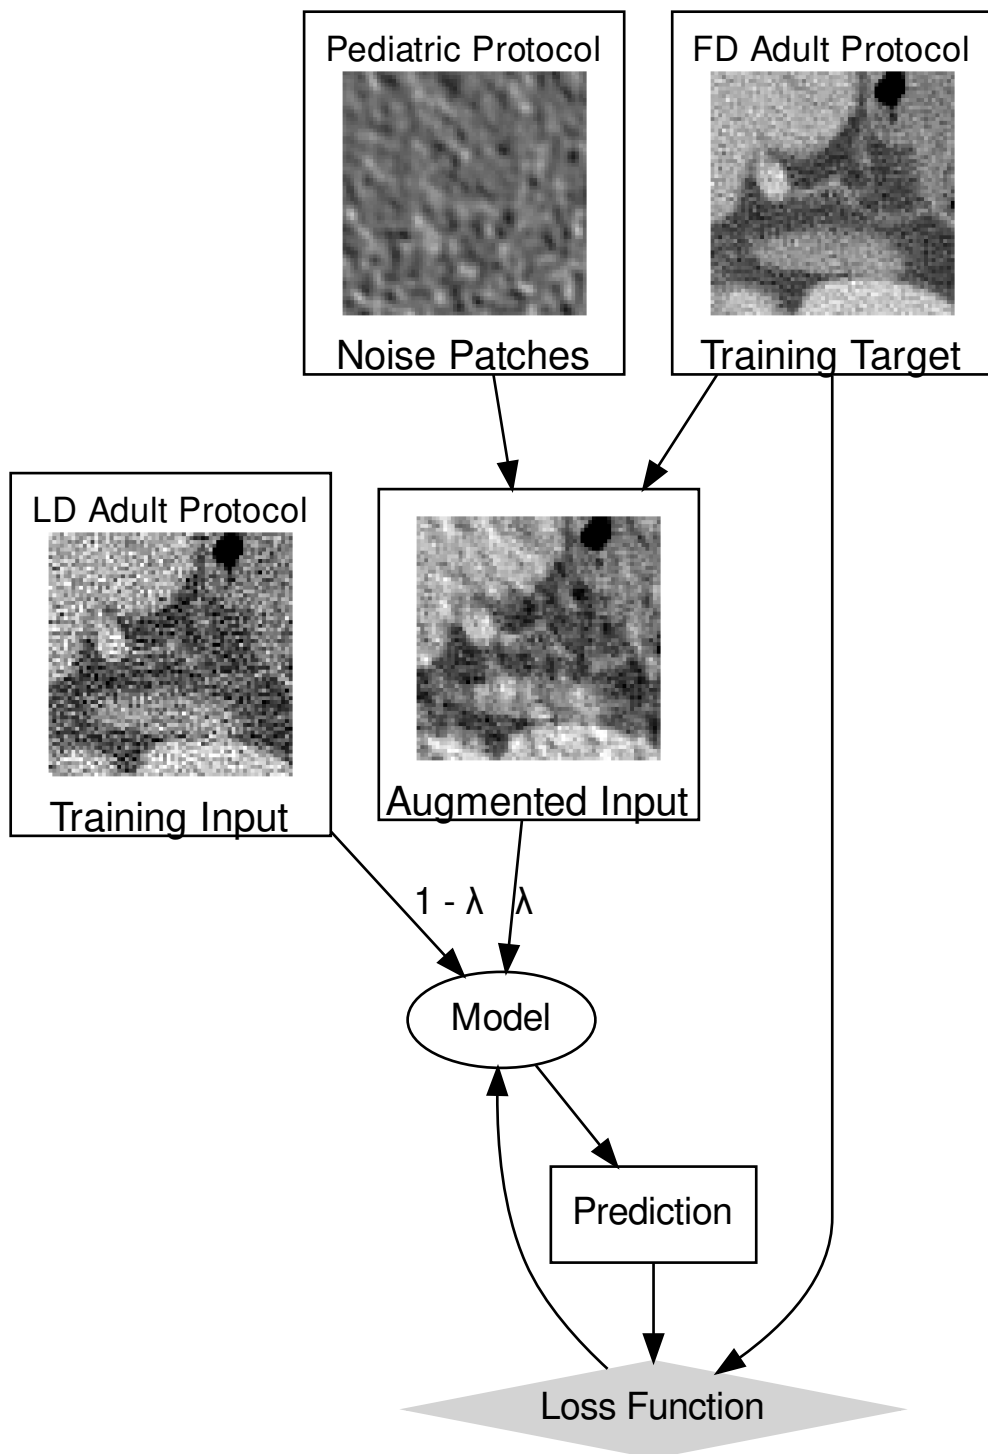 Pediatric Protocol
Noise Patches
FD Adult Protocol
Training Target
LD Adult Protocol
Training Input
Augmented Input
1 - λ
λ
Model
Prediction
Loss Function